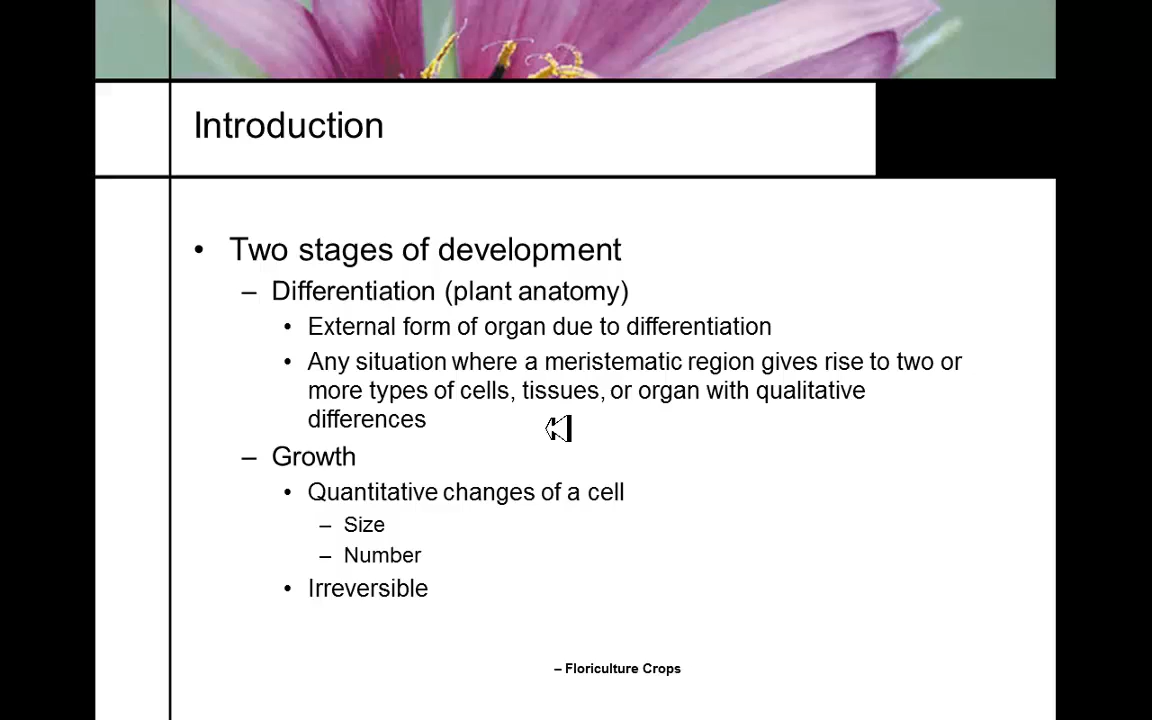 Introduction
• Two stages of development
– Differentiation (plant anatomy)
• External form of organ due to differentiation
• Any situation where a meristematic region gives rise to two or
more types of cells, tissues, or organ with qualitative
differences
– Growth
• Quantitative changes of a cell
– Size
– Number
• Irreversible
– Floriculture Crops